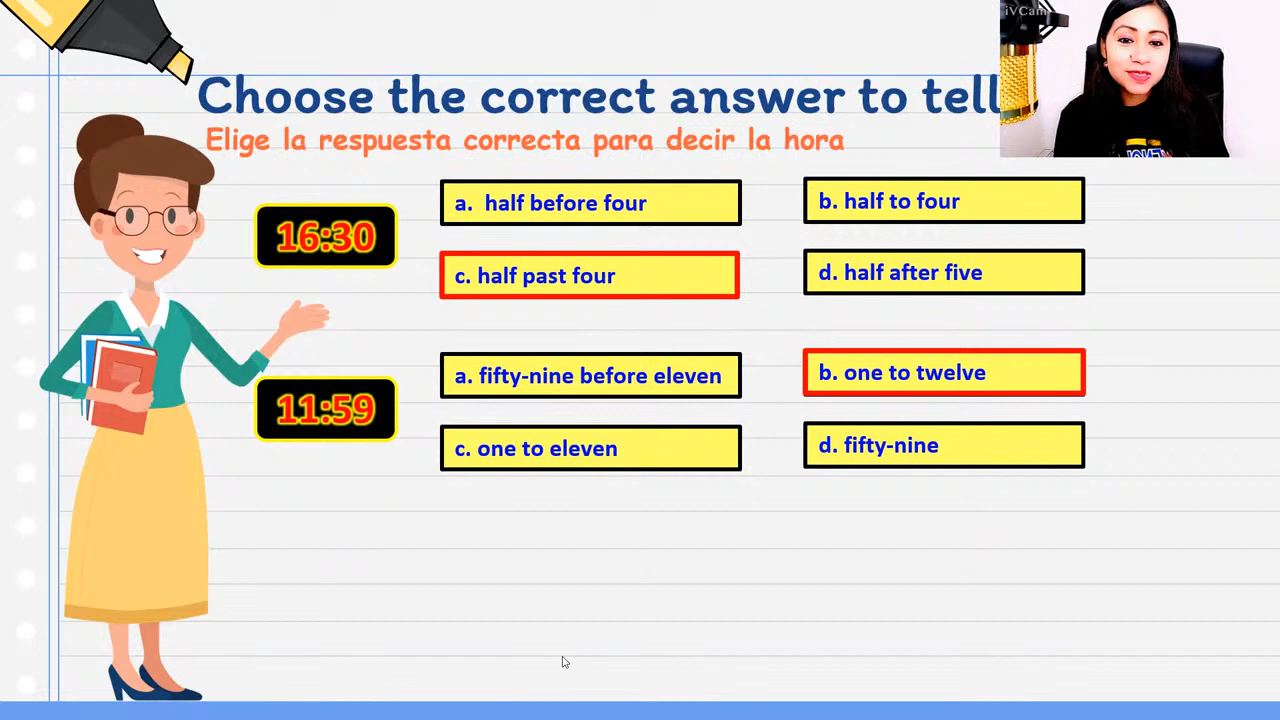 iVCam
Choose the correct answer to tell
Elige la respuesta correcta para decir la hora
16:30
a. half before four
b. half to four
c. half past four
d. half after five
11:59
a. fifty-nine before eleven
b. one to twelve
c. one to eleven
d. fifty-nine